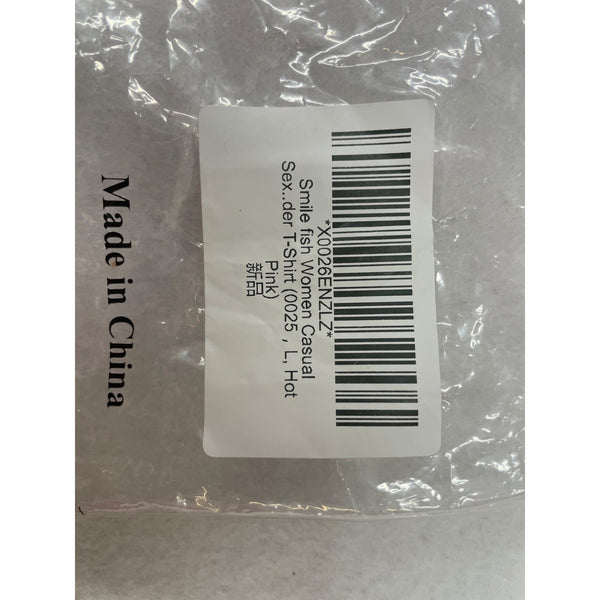 *X0026ENZLZ*
Smile fish Women Casual
Sex..der T-Shirt (0025 , L, Hot
Pink)
新品
Made in China